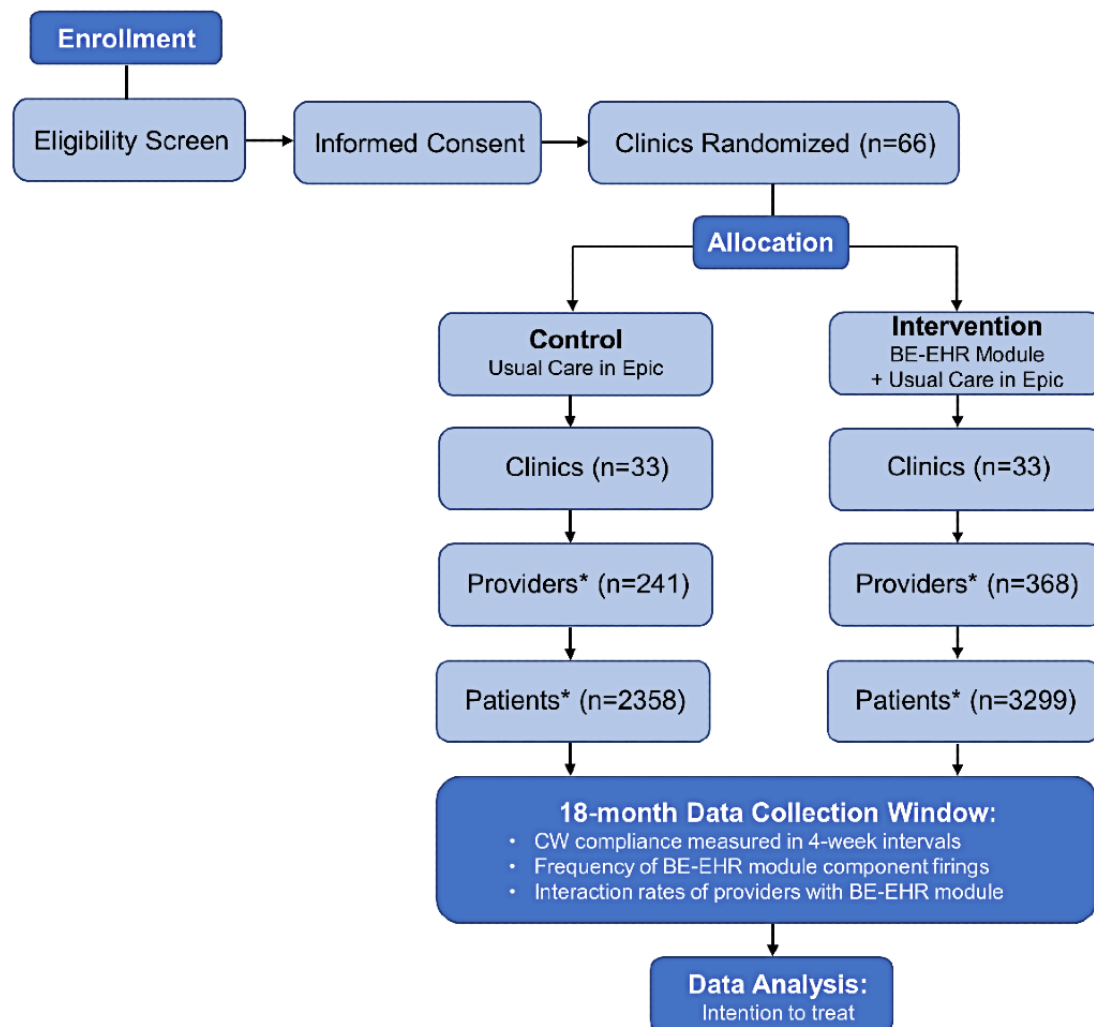 Enrollment
Eligibility Screen
Informed Consent
Clinics Randomized (n=66)
Allocation
Control
Usual Care in Epic
Intervention
BE-EHR Module
+ Usual Care in Epic
Clinics (n=33)
Clinics (n=33)
Providers* (n=241)
Providers* (n=368)
Patients* (n=2358)
Patients* (n=3299)
18-month Data Collection Window:
• CW compliance measured in 4-week intervals
• Frequency of BE-EHR module component firings
• Interaction rates of providers with BE-EHR module
Data Analysis:
Intention to treat